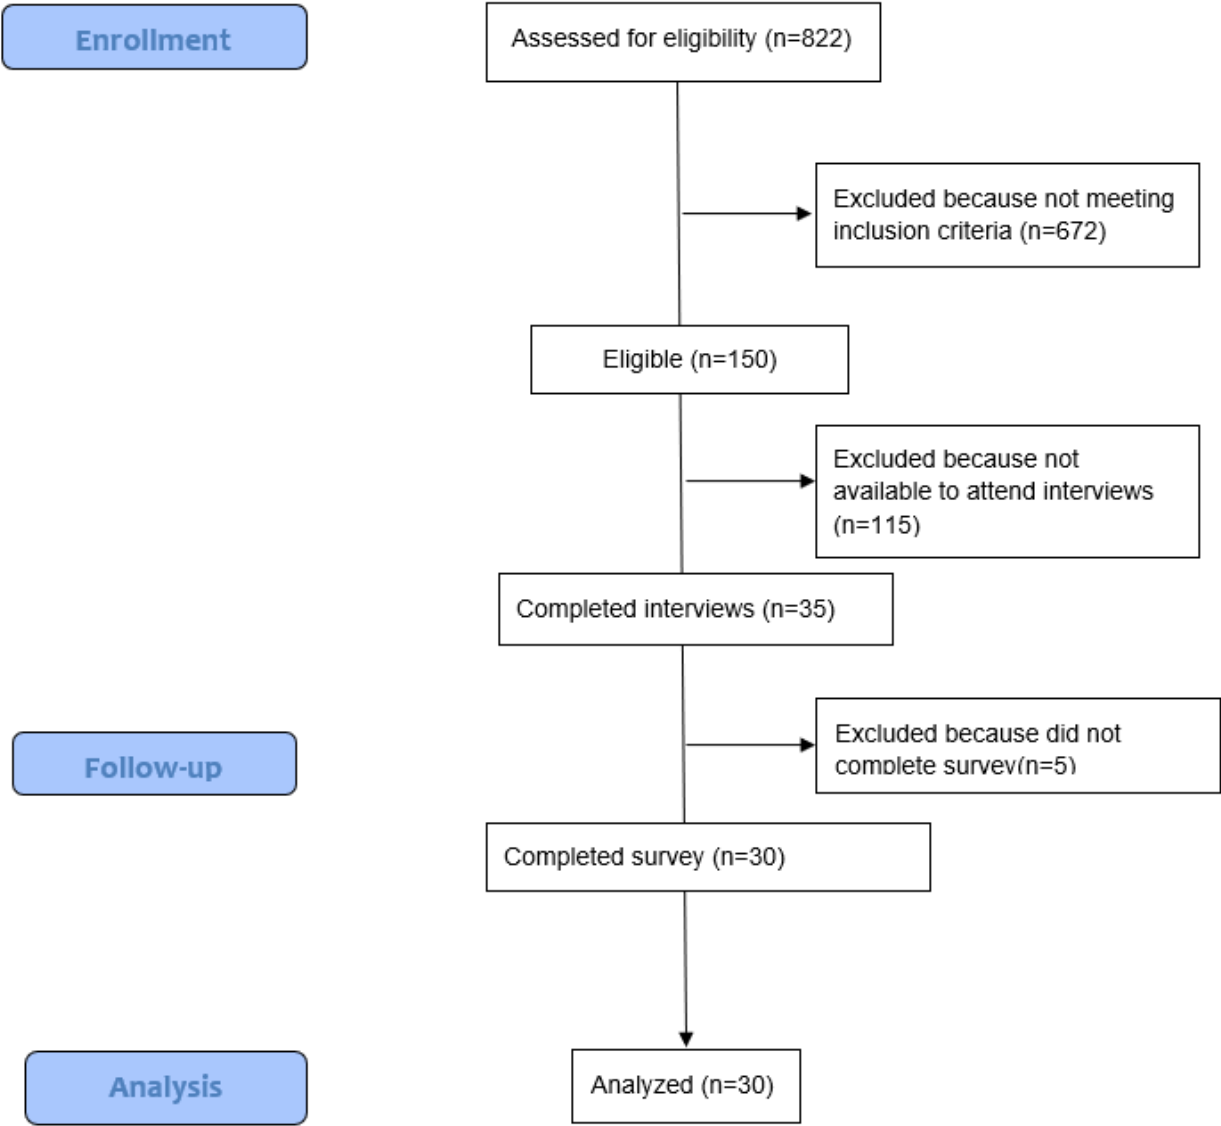 Enrollment
Assessed for eligibility (n=822)
Excluded because not meeting
inclusion criteria (n=672)
Eligible (n=150)
Excluded because not
available to attend interviews
(n=115)
Completed interviews (n=35)
Follow-up
Excluded because did not
complete survey(n=5)
Completed survey (n=30)
Analysis
Analyzed (n=30)